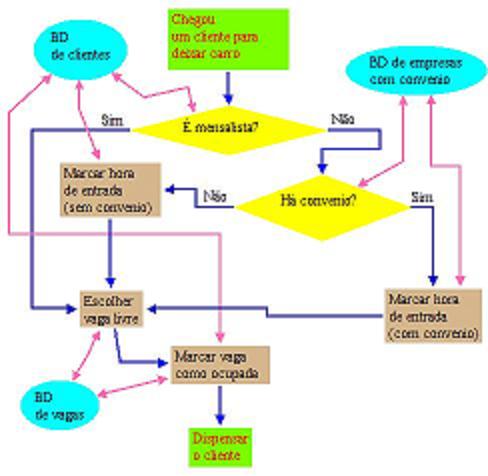 Chegou
um cliente para
deixar carro
BD
de clientes
BD de empresas
com convenio
Sim
É mensalista?
Não
Marcar hora
de entrada
(sem convenio)
Não
Há convenio?
Sim
Escolher
vaga livre
Marcar hora
de entrada
(com convenio)
Marcar vaga
como ocupada
BD
de vagas
Dispensar
o cliente